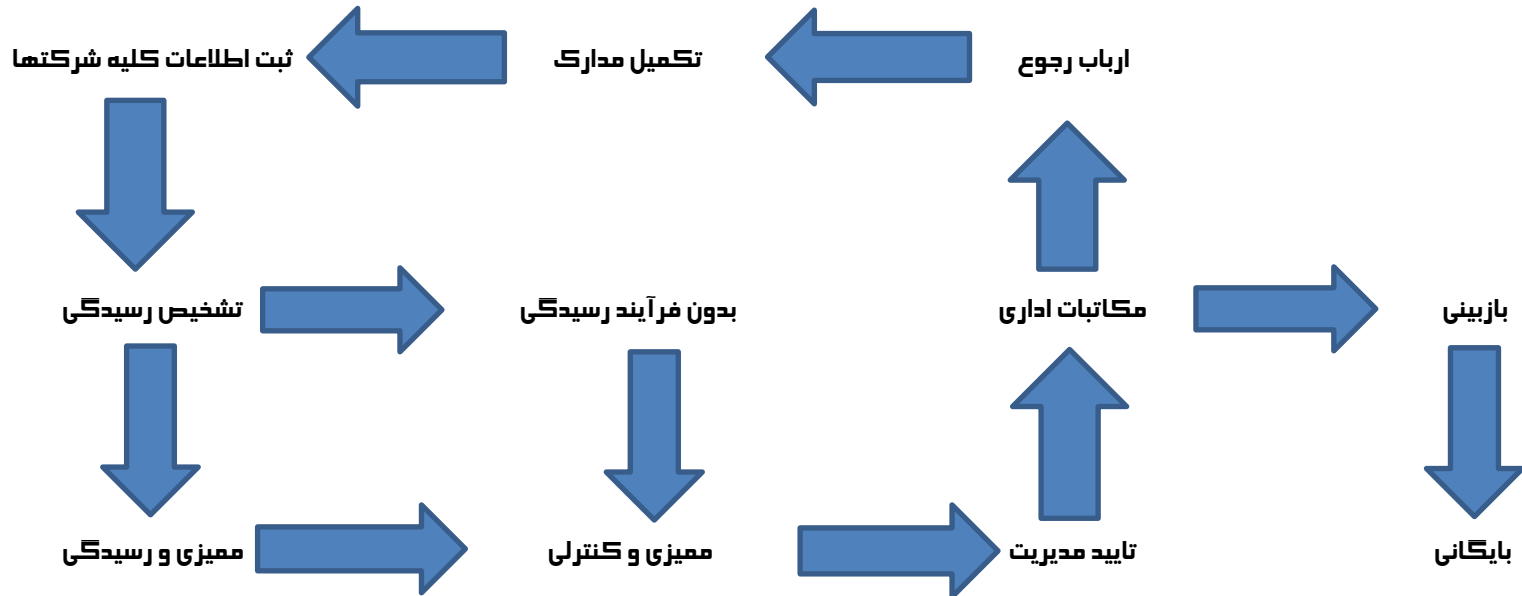 ارباب رجوع
تکمیل مدارک
ثبت اطلاعات کلیه شرکتها
بازبینی
مکاتبات اداری
بدون فرآیند رسیدگی
تشخیص رسیدگی
بایگانی
تایید مدیریت
ممیزی و کنترلی
ممیزی و رسیدگی